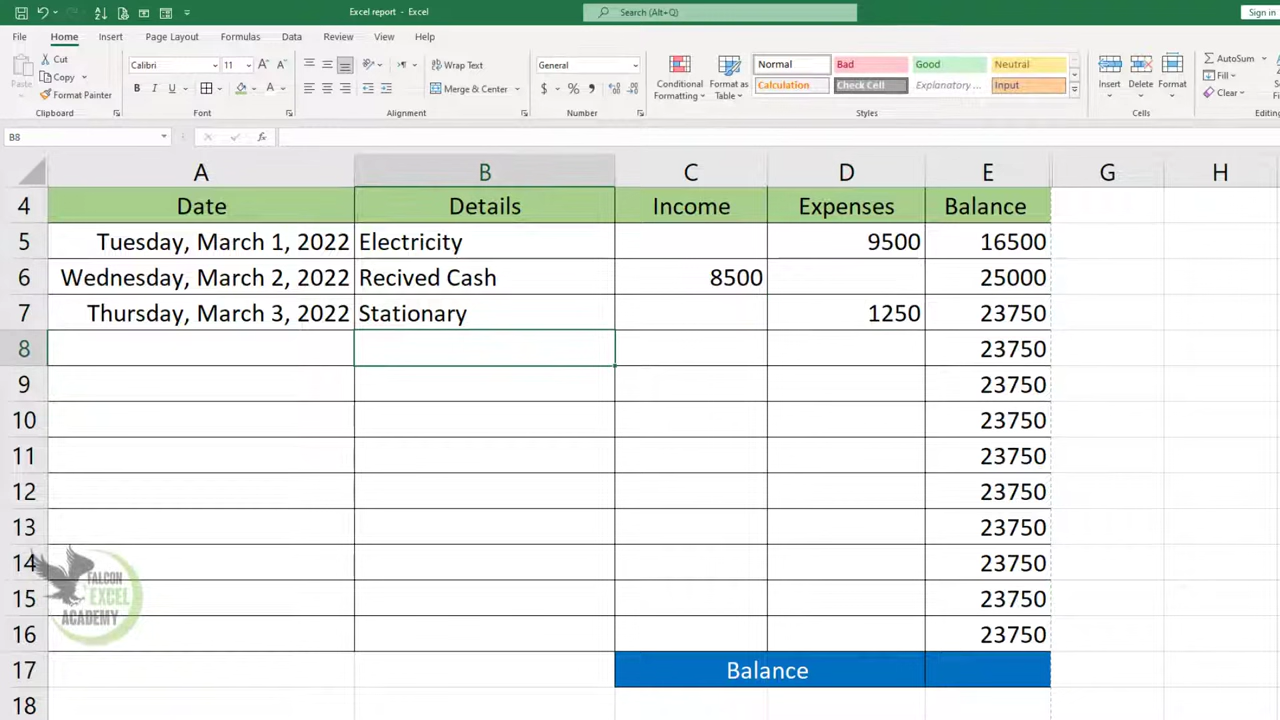 Excel report - Excel
Search (Alt+Q)
Sign in
File Home Insert Page Layout Formulas Data Review View Help
Cut
Copy
Format Painter
Paste
Clipboard
Calibri 11
Font
Wrap Text
Merge & Center
Alignment
General
Number
Conditional Formatting
Format as Table
Normal Bad Good Neutral
Calculation Check Cell Explanatory ... Input
Styles
Insert Delete Format
Cells
AutoSum
Fill
Clear
Editing
B8
A B C D E G H
4 Date Details Income Expenses Balance
5 Tuesday, March 1, 2022 Electricity 9500 16500
6 Wednesday, March 2, 2022 Recived Cash 8500 25000
7 Thursday, March 3, 2022 Stationary 1250 23750
8 23750
9 23750
10 23750
11 23750
12 23750
13 23750
14 23750
15 23750
16 23750
17 Balance
18
FALCON
EXCEL
ACADEMY